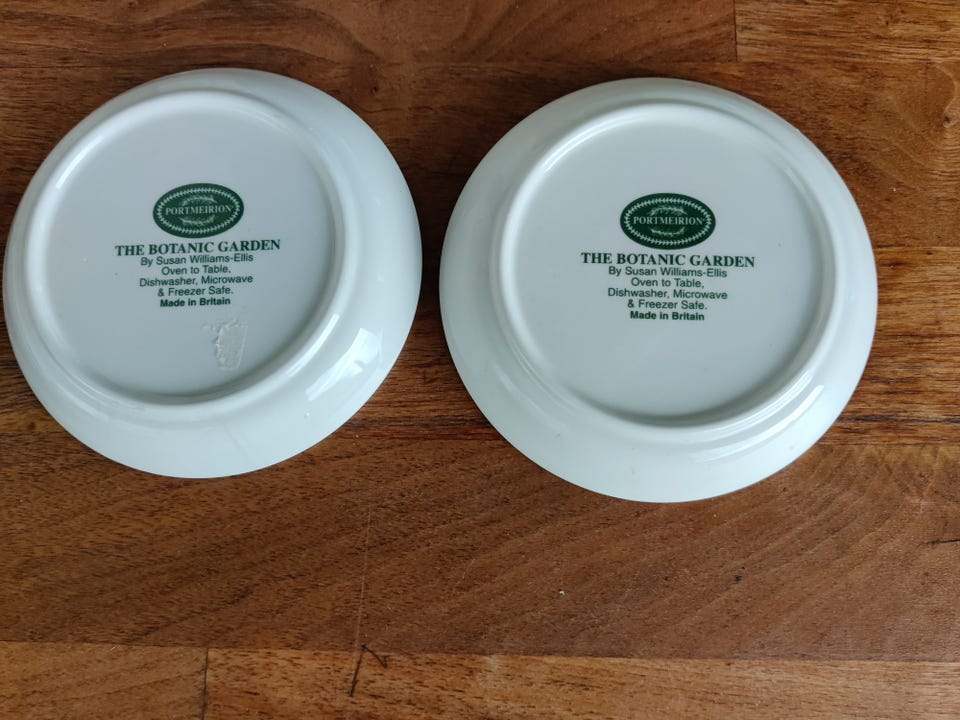 PORTMEIRION®
THE BOTANIC GARDEN
By Susan Williams-Ellis
Oven to Table,
Dishwasher, Microwave
& Freezer Safe.
Made in Britain
PORTMEIRION®
THE BOTANIC GARDEN
By Susan Williams-Ellis
Oven to Table,
Dishwasher, Microwave
& Freezer Safe.
Made in Britain